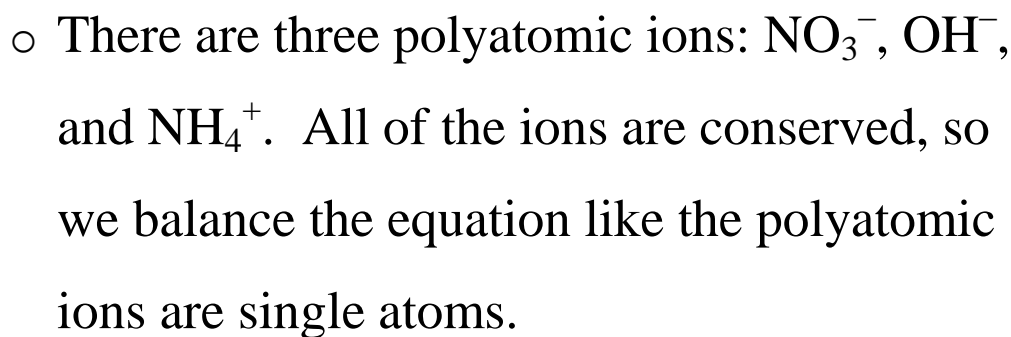 ○ There are three polyatomic ions: NO₃⁻, OH⁻,
and NH₄⁺. All of the ions are conserved, so
we balance the equation like the polyatomic
ions are single atoms.